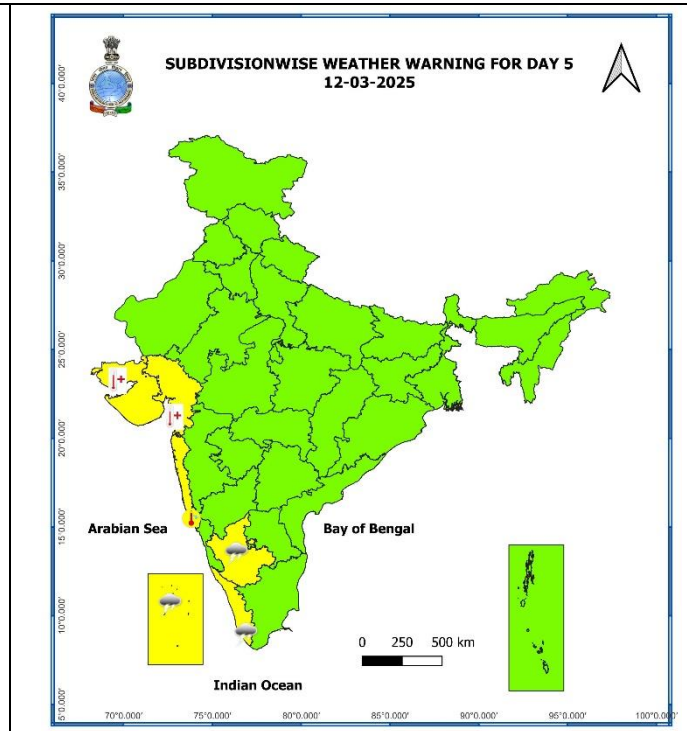 SUBDIVISIONWISE WEATHER WARNING FOR DAY 5
12-03-2025
40°0.000'
35°0.000'
30°0.000'
25°0.000'
20°0.000'
15°0.000'
10°0.000'
5°0.000'
Arabian Sea
Bay of Bengal
0 250 500 km
Indian Ocean
70°0.000' 75°0.000' 80°0.000' 85°0.000' 90°0.000' 95°0.000' 100°0.000'